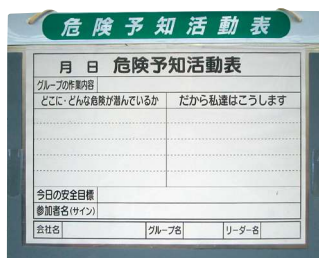 危険予知活動表
月 日 危険予知活動表
グループの作業内容
どこに・どんな危険が潜んでいるか だから私達はこうします
今日の安全目標
参加者名(サイン)
会社名 グループ名 リーダー名